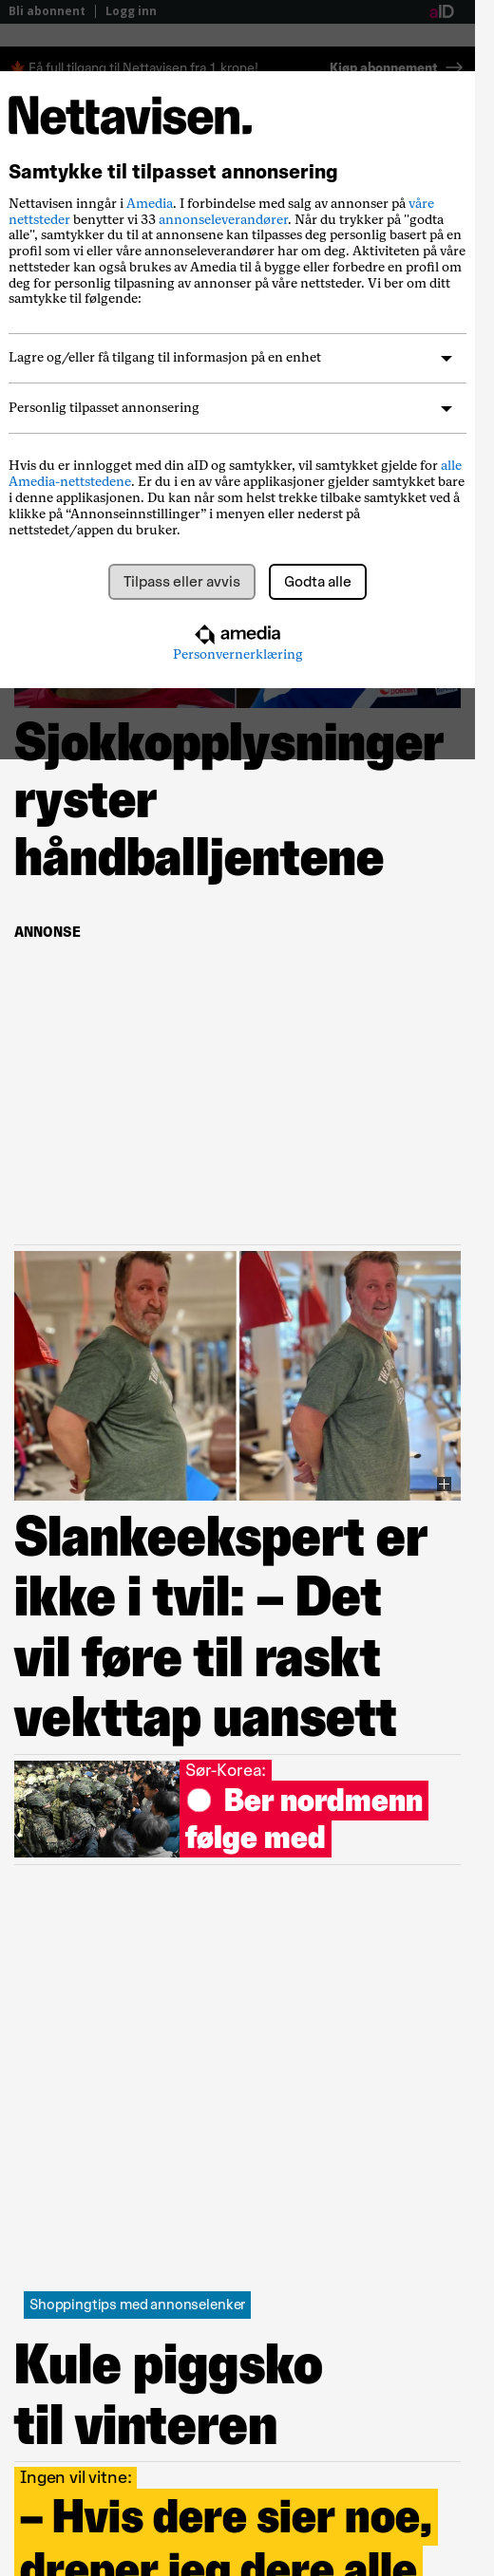 Bli abonnent | Logg inn aID
🍁 Få full tilgang til Nettavisen fra 1 krone! Kjøp abonnement →
Nettavisen.
Samtykke til tilpasset annonsering
Nettavisen inngår i Amedia. I forbindelse med salg av annonser på våre
nettsteder benytter vi 33 annonseleverandører. Når du trykker på "godta
alle", samtykker du til at annonsene kan tilpasses deg personlig basert på en
profil som vi eller våre annonseleverandører har om deg. Aktiviteten på våre
nettsteder kan også brukes av Amedia til å bygge eller forbedre en profil om
deg for personlig tilpasning av annonser på våre nettsteder. Vi ber om ditt
samtykke til følgende:
Lagre og/eller få tilgang til informasjon på en enhet
Personlig tilpasset annonsering
Hvis du er innlogget med din aID og samtykker, vil samtykket gjelde for alle
Amedia-nettstedene. Er du i en av våre applikasjoner gjelder samtykket bare
i denne applikasjonen. Du kan når som helst trekke tilbake samtykket ved å
klikke på “Annonseinnstillinger” i menyen eller nederst på
nettstedet/appen du bruker.
Tilpass eller avvis Godta alle
amedia
Personvernerklæring
Sjokkopplysninger
ryster
håndballjentene
ANNONSE
Slankeekspert er
ikke i tvil: – Det
vil føre til raskt
vekttap uansett
Sør-Korea:
Ber nordmenn
følge med
Shoppingtips med annonselenker
Kule piggsko
til vinteren
Ingen vil vitne:
– Hvis dere sier noe,
dreper jeg dere alle